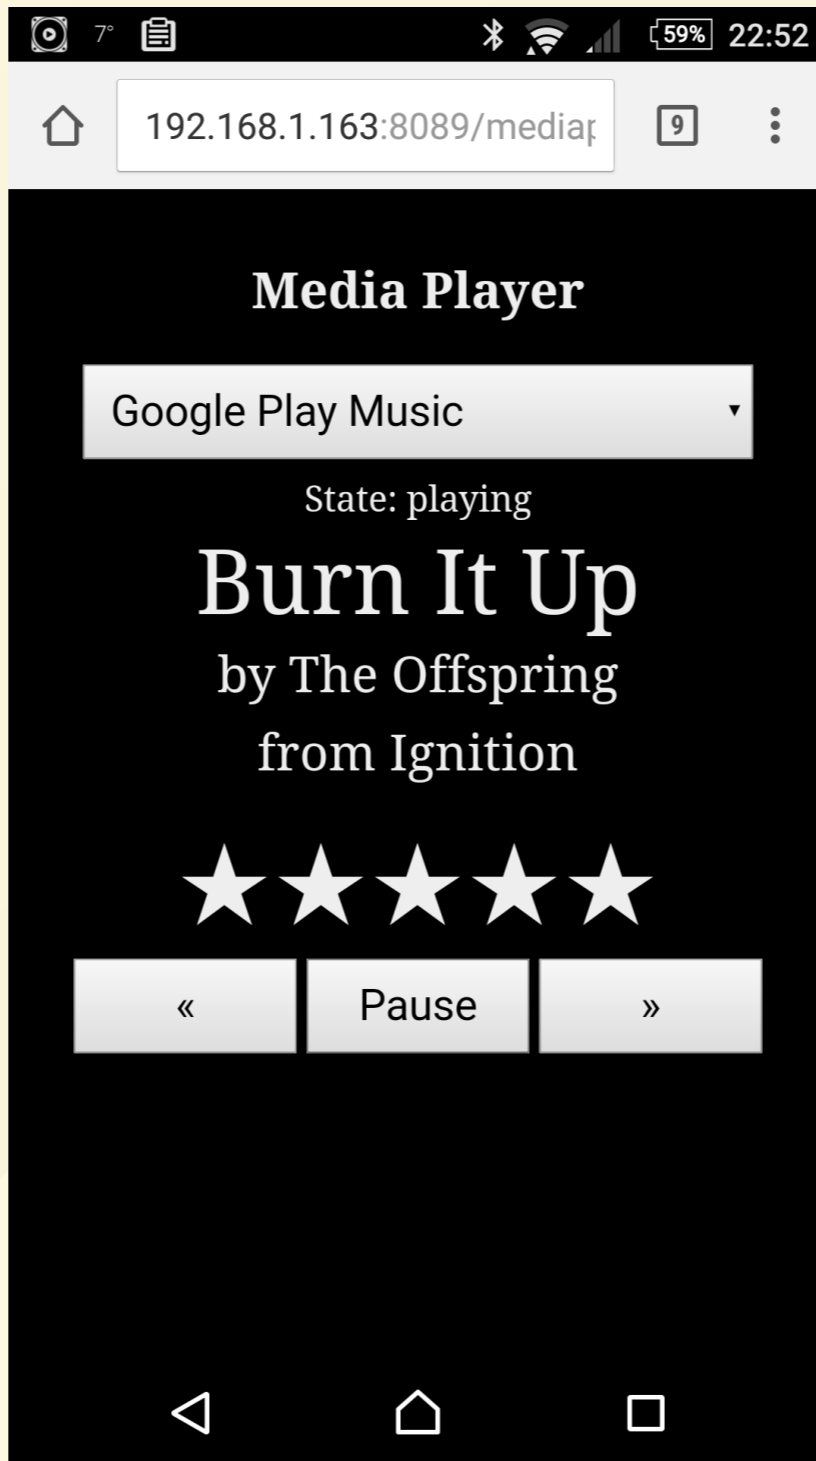 7° 59% 22:52
192.168.1.163:8089/mediap 9
Media Player
Google Play Music
State: playing
Burn It Up
by The Offspring
from Ignition
★★★★★
« Pause »